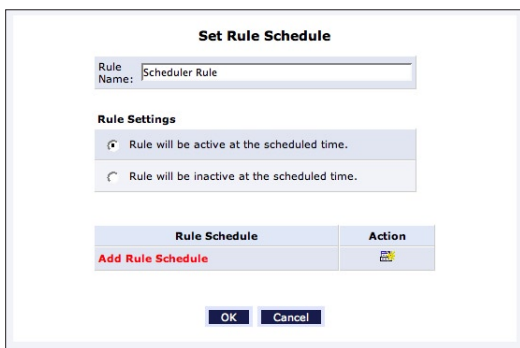 Set Rule Schedule
Rule
Name:
Scheduler Rule
Rule Settings
Rule will be active at the scheduled time.
Rule will be inactive at the scheduled time.
Rule Schedule Action
Add Rule Schedule
OK Cancel